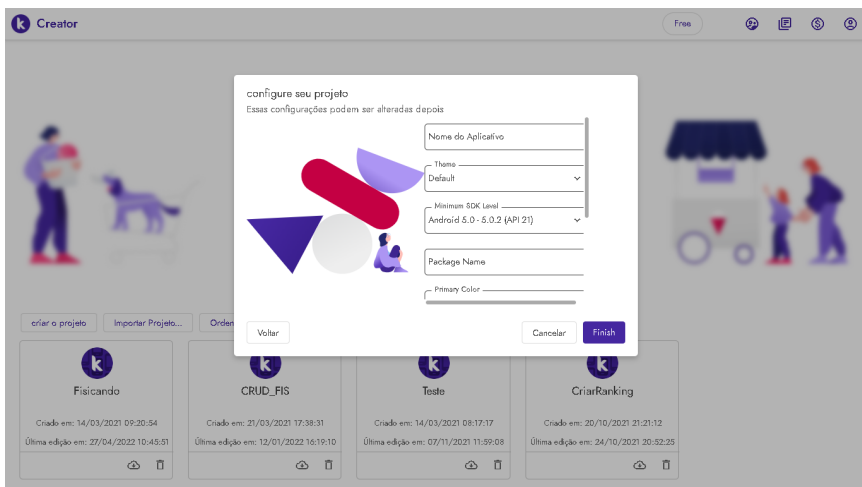 Creator
Free
configure seu projeto
Essas configurações podem ser alteradas depois
Nome do Aplicativo
Theme
Default
Minimum SDK Level
Android 5.0 - 5.0.2 (API 21)
Package Name
Primary Color
Voltar
Cancelar
Finish
criar o projeto
Importar Projeto...
Orden
Fisicando
Criado em: 14/03/2021 09:20:54
Última edição em: 27/04/2022 10:45:51
CRUD_FIS
Criado em: 21/03/2021 17:38:31
Última edição em: 12/01/2022 16:19:10
Teste
Criado em: 14/03/2021 08:17:17
Última edição em: 07/11/2021 11:59:08
CriarRanking
Criado em: 20/10/2021 21:21:12
Última edição em: 24/10/2021 20:52:25